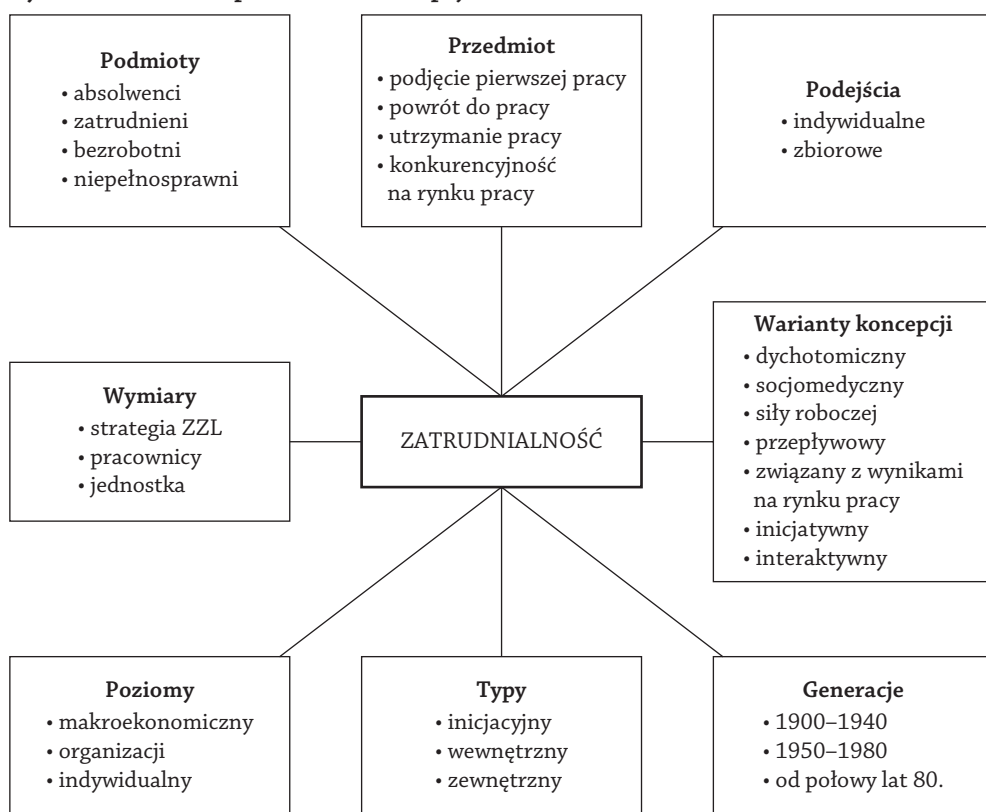 Podmioty
• absolwenci
• zatrudnieni
• bezrobotni
• niepełnosprawni
Przedmiot
• podjęcie pierwszej pracy
• powrót do pracy
• utrzymanie pracy
• konkurencyjność
na rynku pracy
Podejścia
• indywidualne
• zbiorowe
Wymiary
• strategia ZZL
• pracownicy
• jednostka
ZATRUDNIALNOŚĆ
Warianty koncepcji
• dychotomiczny
• socjomedyczny
• siły roboczej
• przepływowy
• związany z wynikami
na rynku pracy
• inicjatywny
• interaktywny
Poziomy
• makroekonomiczny
• organizacji
• indywidualny
Typy
• inicjacyjny
• wewnętrzny
• zewnętrzny
Generacje
• 1900–1940
• 1950–1980
• od połowy lat 80.